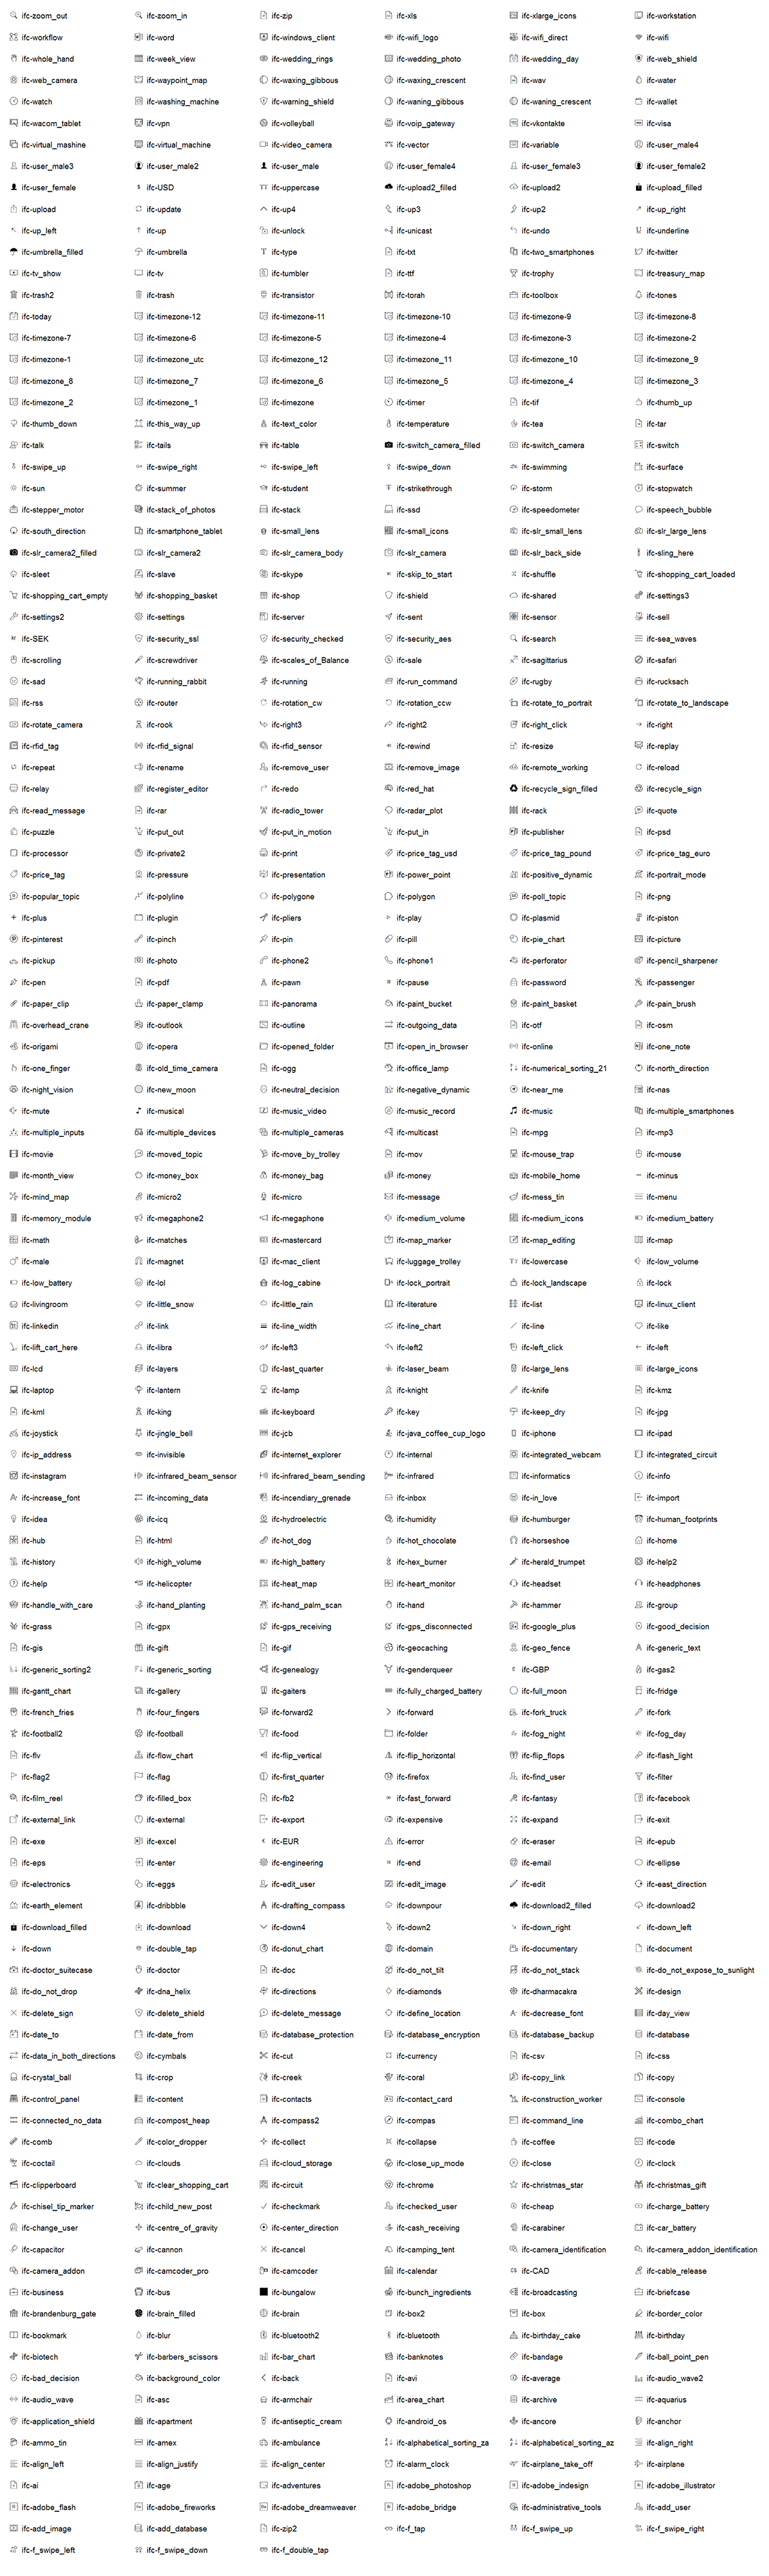 ifc-zoom_out ifc-zoom_in ifc-zip ifc-xls ifc-xlarge_icons ifc-workstation
ifc-workflow ifc-word ifc-windows_client ifc-wifi_logo ifc-wifi_direct ifc-wifi
ifc-whole_hand ifc-week_view ifc-wedding_rings ifc-wedding_photo ifc-wedding_day ifc-web_shield
ifc-web_camera ifc-waypoint_map ifc-waxing_gibbous ifc-waxing_crescent ifc-wav ifc-water
ifc-watch ifc-washing_machine ifc-warning_shield ifc-waning_gibbous ifc-waning_crescent ifc-wallet
ifc-wacom_tablet ifc-vpn ifc-volleyball ifc-voip_gateway ifc-vkontakte ifc-visa
ifc-virtual_mashine ifc-virtual_machine ifc-video_camera ifc-vector ifc-variable ifc-user_male4
ifc-user_male3 ifc-user_male2 ifc-user_male ifc-user_female4 ifc-user_female3 ifc-user_female2
ifc-user_female ifc-USD ifc-uppercase ifc-upload2_filled ifc-upload2 ifc-upload_filled
ifc-upload ifc-update ifc-up4 ifc-up3 ifc-up2 ifc-up_right
ifc-up_left ifc-up ifc-unlock ifc-unicast ifc-undo ifc-underline
ifc-umbrella_filled ifc-umbrella ifc-type ifc-txt ifc-two_smartphones ifc-twitter
ifc-tv_show ifc-tv ifc-tumbler ifc-ttf ifc-trophy ifc-treasury_map
ifc-trash2 ifc-trash ifc-transistor ifc-torah ifc-toolbox ifc-tones
ifc-today ifc-timezone-12 ifc-timezone-11 ifc-timezone-10 ifc-timezone-9 ifc-timezone-8
ifc-timezone-7 ifc-timezone-6 ifc-timezone-5 ifc-timezone-4 ifc-timezone-3 ifc-timezone-2
ifc-timezone-1 ifc-timezone_utc ifc-timezone_12 ifc-timezone_11 ifc-timezone_10 ifc-timezone_9
ifc-timezone_8 ifc-timezone_7 ifc-timezone_6 ifc-timezone_5 ifc-timezone_4 ifc-timezone_3
ifc-timezone_2 ifc-timezone_1 ifc-timezone ifc-timer ifc-tif ifc-thumb_up
ifc-thumb_down ifc-this_way_up ifc-text_color ifc-temperature ifc-tea ifc-tar
ifc-talk ifc-tails ifc-table ifc-switch_camera_filled ifc-switch_camera ifc-switch
ifc-swipe_up ifc-swipe_right ifc-swipe_left ifc-swipe_down ifc-swimming ifc-surface
ifc-sun ifc-summer ifc-student ifc-strikethrough ifc-storm ifc-stopwatch
ifc-stepper_motor ifc-stack_of_photos ifc-stack ifc-ssd ifc-speedometer ifc-speech_bubble
ifc-south_direction ifc-smartphone_tablet ifc-small_lens ifc-small_icons ifc-slr_small_lens ifc-slr_large_lens
ifc-slr_camera2_filled ifc-slr_camera2 ifc-slr_camera_body ifc-slr_camera ifc-slr_back_side ifc-sling_here
ifc-sleet ifc-slave ifc-skype ifc-skip_to_start ifc-shuffle ifc-shopping_cart_loaded
ifc-shopping_cart_empty ifc-shopping_basket ifc-shop ifc-shield ifc-shared ifc-settings3
ifc-settings2 ifc-settings ifc-server ifc-sent ifc-sensor ifc-sell
ifc-SEK ifc-security_ssl ifc-security_checked ifc-security_aes ifc-search ifc-sea_waves
ifc-scrolling ifc-screwdriver ifc-scales_of_Balance ifc-sale ifc-sagittarius ifc-safari
ifc-sad ifc-running_rabbit ifc-running ifc-run_command ifc-rugby ifc-rucksach
ifc-rss ifc-router ifc-rotation_cw ifc-rotation_ccw ifc-rotate_to_portrait ifc-rotate_to_landscape
ifc-rotate_camera ifc-rook ifc-right3 ifc-right2 ifc-right_click ifc-right
ifc-rfid_tag ifc-rfid_signal ifc-rfid_sensor ifc-rewind ifc-resize ifc-replay
ifc-repeat ifc-rename ifc-remove_user ifc-remove_image ifc-remote_working ifc-reload
ifc-relay ifc-register_editor ifc-redo ifc-red_hat ifc-recycle_sign_filled ifc-recycle_sign
ifc-read_message ifc-rar ifc-radio_tower ifc-radar_plot ifc-rack ifc-quote
ifc-puzzle ifc-put_out ifc-put_in_motion ifc-put_in ifc-publisher ifc-psd
ifc-processor ifc-private2 ifc-print ifc-price_tag_usd ifc-price_tag_pound ifc-price_tag_euro
ifc-price_tag ifc-pressure ifc-presentation ifc-power_point ifc-positive_dynamic ifc-portrait_mode
ifc-popular_topic ifc-polyline ifc-polygone ifc-polygon ifc-poll_topic ifc-png
ifc-plus ifc-plugin ifc-pliers ifc-play ifc-plasmid ifc-piston
ifc-pinterest ifc-pinch ifc-pin ifc-pill ifc-pie_chart ifc-picture
ifc-pickup ifc-photo ifc-phone2 ifc-phone1 ifc-perforator ifc-pencil_sharpener
ifc-pen ifc-pdf ifc-pawn ifc-pause ifc-password ifc-passenger
ifc-paper_clip ifc-paper_clamp ifc-panorama ifc-paint_bucket ifc-paint_basket ifc-pain_brush
ifc-overhead_crane ifc-outlook ifc-outline ifc-outgoing_data ifc-otf ifc-osm
ifc-origami ifc-opera ifc-opened_folder ifc-open_in_browser ifc-online ifc-one_note
ifc-one_finger ifc-old_time_camera ifc-ogg ifc-office_lamp ifc-numerical_sorting_21 ifc-north_direction
ifc-night_vision ifc-new_moon ifc-neutral_decision ifc-negative_dynamic ifc-near_me ifc-nas
ifc-mute ifc-musical ifc-music_video ifc-music_record ifc-music ifc-multiple_smartphones
ifc-multiple_inputs ifc-multiple_devices ifc-multiple_cameras ifc-multicast ifc-mpg ifc-mp3
ifc-movie ifc-moved_topic ifc-move_by_trolley ifc-mov ifc-mouse_trap ifc-mouse
ifc-month_view ifc-money_box ifc-money_bag ifc-money ifc-mobile_home ifc-minus
ifc-mind_map ifc-micro2 ifc-micro ifc-message ifc-mess_tin ifc-menu
ifc-memory_module ifc-megaphone2 ifc-megaphone ifc-medium_volume ifc-medium_icons ifc-medium_battery
ifc-math ifc-matches ifc-mastercard ifc-map_marker ifc-map_editing ifc-map
ifc-male ifc-magnet ifc-mac_client ifc-luggage_trolley ifc-lowercase ifc-low_volume
ifc-low_battery ifc-lol ifc-log_cabine ifc-lock_portrait ifc-lock_landscape ifc-lock
ifc-livingroom ifc-little_snow ifc-little_rain ifc-literature ifc-list ifc-linux_client
ifc-linkedin ifc-link ifc-line_width ifc-line_chart ifc-line ifc-like
ifc-lift_cart_here ifc-libra ifc-left3 ifc-left2 ifc-left_click ifc-left
ifc-lcd ifc-layers ifc-last_quarter ifc-laser_beam ifc-large_lens ifc-large_icons
ifc-laptop ifc-lantern ifc-lamp ifc-knight ifc-knife ifc-kmz
ifc-kml ifc-king ifc-keyboard ifc-key ifc-keep_dry ifc-jpg
ifc-joystick ifc-jingle_bell ifc-jcb ifc-java_coffee_cup_logo ifc-iphone ifc-ipad
ifc-ip_address ifc-invisible ifc-internet_explorer ifc-internal ifc-integrated_webcam ifc-integrated_circuit
ifc-instagram ifc-infrared_beam_sensor ifc-infrared_beam_sending ifc-infrared ifc-informatics ifc-info
ifc-increase_font ifc-incoming_data ifc-incendiary_grenade ifc-inbox ifc-in_love ifc-import
ifc-idea ifc-icq ifc-hydroelectric ifc-humidity ifc-humburger ifc-human_footprints
ifc-hub ifc-html ifc-hot_dog ifc-hot_chocolate ifc-horseshoe ifc-home
ifc-history ifc-high_volume ifc-high_battery ifc-hex_burner ifc-herald_trumpet ifc-help2
ifc-help ifc-helicopter ifc-heat_map ifc-heart_monitor ifc-headset ifc-headphones
ifc-handle_with_care ifc-hand_planting ifc-hand_palm_scan ifc-hand ifc-hammer ifc-group
ifc-grass ifc-gpx ifc-gps_receiving ifc-gps_disconnected ifc-google_plus ifc-good_decision
ifc-gis ifc-gift ifc-gif ifc-geocaching ifc-geo_fence ifc-generic_text
ifc-generic_sorting2 ifc-generic_sorting ifc-genealogy ifc-genderqueer ifc-GBP ifc-gas2
ifc-gantt_chart ifc-gallery ifc-gaiters ifc-fully_charged_battery ifc-full_moon ifc-fridge
ifc-french_fries ifc-four_fingers ifc-forward2 ifc-forward ifc-fork_truck ifc-fork
ifc-football2 ifc-football ifc-food ifc-folder ifc-fog_night ifc-fog_day
ifc-flv ifc-flow_chart ifc-flip_vertical ifc-flip_horizontal ifc-flip_flops ifc-flash_light
ifc-flag2 ifc-flag ifc-first_quarter ifc-firefox ifc-find_user ifc-filter
ifc-film_reel ifc-filled_box ifc-fb2 ifc-fast_forward ifc-fantasy ifc-facebook
ifc-external_link ifc-external ifc-export ifc-expensive ifc-expand ifc-exit
ifc-exe ifc-excel ifc-EUR ifc-error ifc-eraser ifc-epub
ifc-eps ifc-enter ifc-engineering ifc-end ifc-email ifc-ellipse
ifc-electronics ifc-eggs ifc-edit_user ifc-edit_image ifc-edit ifc-east_direction
ifc-earth_element ifc-dribbble ifc-drafting_compass ifc-downpour ifc-download2_filled ifc-download2
ifc-download_filled ifc-download ifc-down4 ifc-down2 ifc-down_right ifc-down_left
ifc-down ifc-double_tap ifc-donut_chart ifc-domain ifc-documentary ifc-document
ifc-doctor_suitecase ifc-doctor ifc-doc ifc-do_not_tilt ifc-do_not_stack ifc-do_not_expose_to_sunlight
ifc-do_not_drop ifc-dna_helix ifc-directions ifc-diamonds ifc-dharmacakra ifc-design
ifc-delete_sign ifc-delete_shield ifc-delete_message ifc-define_location ifc-decrease_font ifc-day_view
ifc-date_to ifc-date_from ifc-database_protection ifc-database_encryption ifc-database_backup ifc-database
ifc-data_in_both_directions ifc-cymbals ifc-cut ifc-currency ifc-csv ifc-css
ifc-crystal_ball ifc-crop ifc-creek ifc-coral ifc-copy_link ifc-copy
ifc-control_panel ifc-content ifc-contacts ifc-contact_card ifc-construction_worker ifc-console
ifc-connected_no_data ifc-compost_heap ifc-compass2 ifc-compas ifc-command_line ifc-combo_chart
ifc-comb ifc-color_dropper ifc-collect ifc-collapse ifc-coffee ifc-code
ifc-coctail ifc-clouds ifc-cloud_storage ifc-close_up_mode ifc-close ifc-clock
ifc-clipperboard ifc-clear_shopping_cart ifc-circuit ifc-chrome ifc-christmas_star ifc-christmas_gift
ifc-chisel_tip_marker ifc-child_new_post ifc-checkmark ifc-checked_user ifc-cheap ifc-charge_battery
ifc-change_user ifc-centre_of_gravity ifc-center_direction ifc-cash_receiving ifc-carabiner ifc-car_battery
ifc-capacitor ifc-cannon ifc-cancel ifc-camping_tent ifc-camera_identification ifc-camera_addon_identification
ifc-camera_addon ifc-camcoder_pro ifc-camcoder ifc-calendar ifc-CAD ifc-cable_release
ifc-business ifc-bus ifc-bungalow ifc-bunch_ingredients ifc-broadcasting ifc-briefcase
ifc-brandenburg_gate ifc-brain_filled ifc-brain ifc-box2 ifc-box ifc-border_color
ifc-bookmark ifc-blur ifc-bluetooth2 ifc-bluetooth ifc-birthday_cake ifc-birthday
ifc-biotech ifc-barbers_scissors ifc-bar_chart ifc-banknotes ifc-bandage ifc-ball_point_pen
ifc-bad_decision ifc-background_color ifc-back ifc-avi ifc-average ifc-audio_wave2
ifc-audio_wave ifc-asc ifc-armchair ifc-area_chart ifc-archive ifc-aquarius
ifc-application_shield ifc-apartment ifc-antiseptic_cream ifc-android_os ifc-ancore ifc-anchor
ifc-ammo_tin ifc-amex ifc-ambulance ifc-alphabetical_sorting_za ifc-alphabetical_sorting_az ifc-align_right
ifc-align_left ifc-align_justify ifc-align_center ifc-alarm_clock ifc-airplane_take_off ifc-airplane
ifc-ai ifc-age ifc-adventures ifc-adobe_photoshop ifc-adobe_indesign ifc-adobe_illustrator
ifc-adobe_flash ifc-adobe_fireworks ifc-adobe_dreamweaver ifc-adobe_bridge ifc-administrative_tools ifc-add_user
ifc-add_image ifc-add_database ifc-zip2 ifc-f_tap ifc-f_swipe_up ifc-f_swipe_right
ifc-f_swipe_left ifc-f_swipe_down ifc-f_double_tap